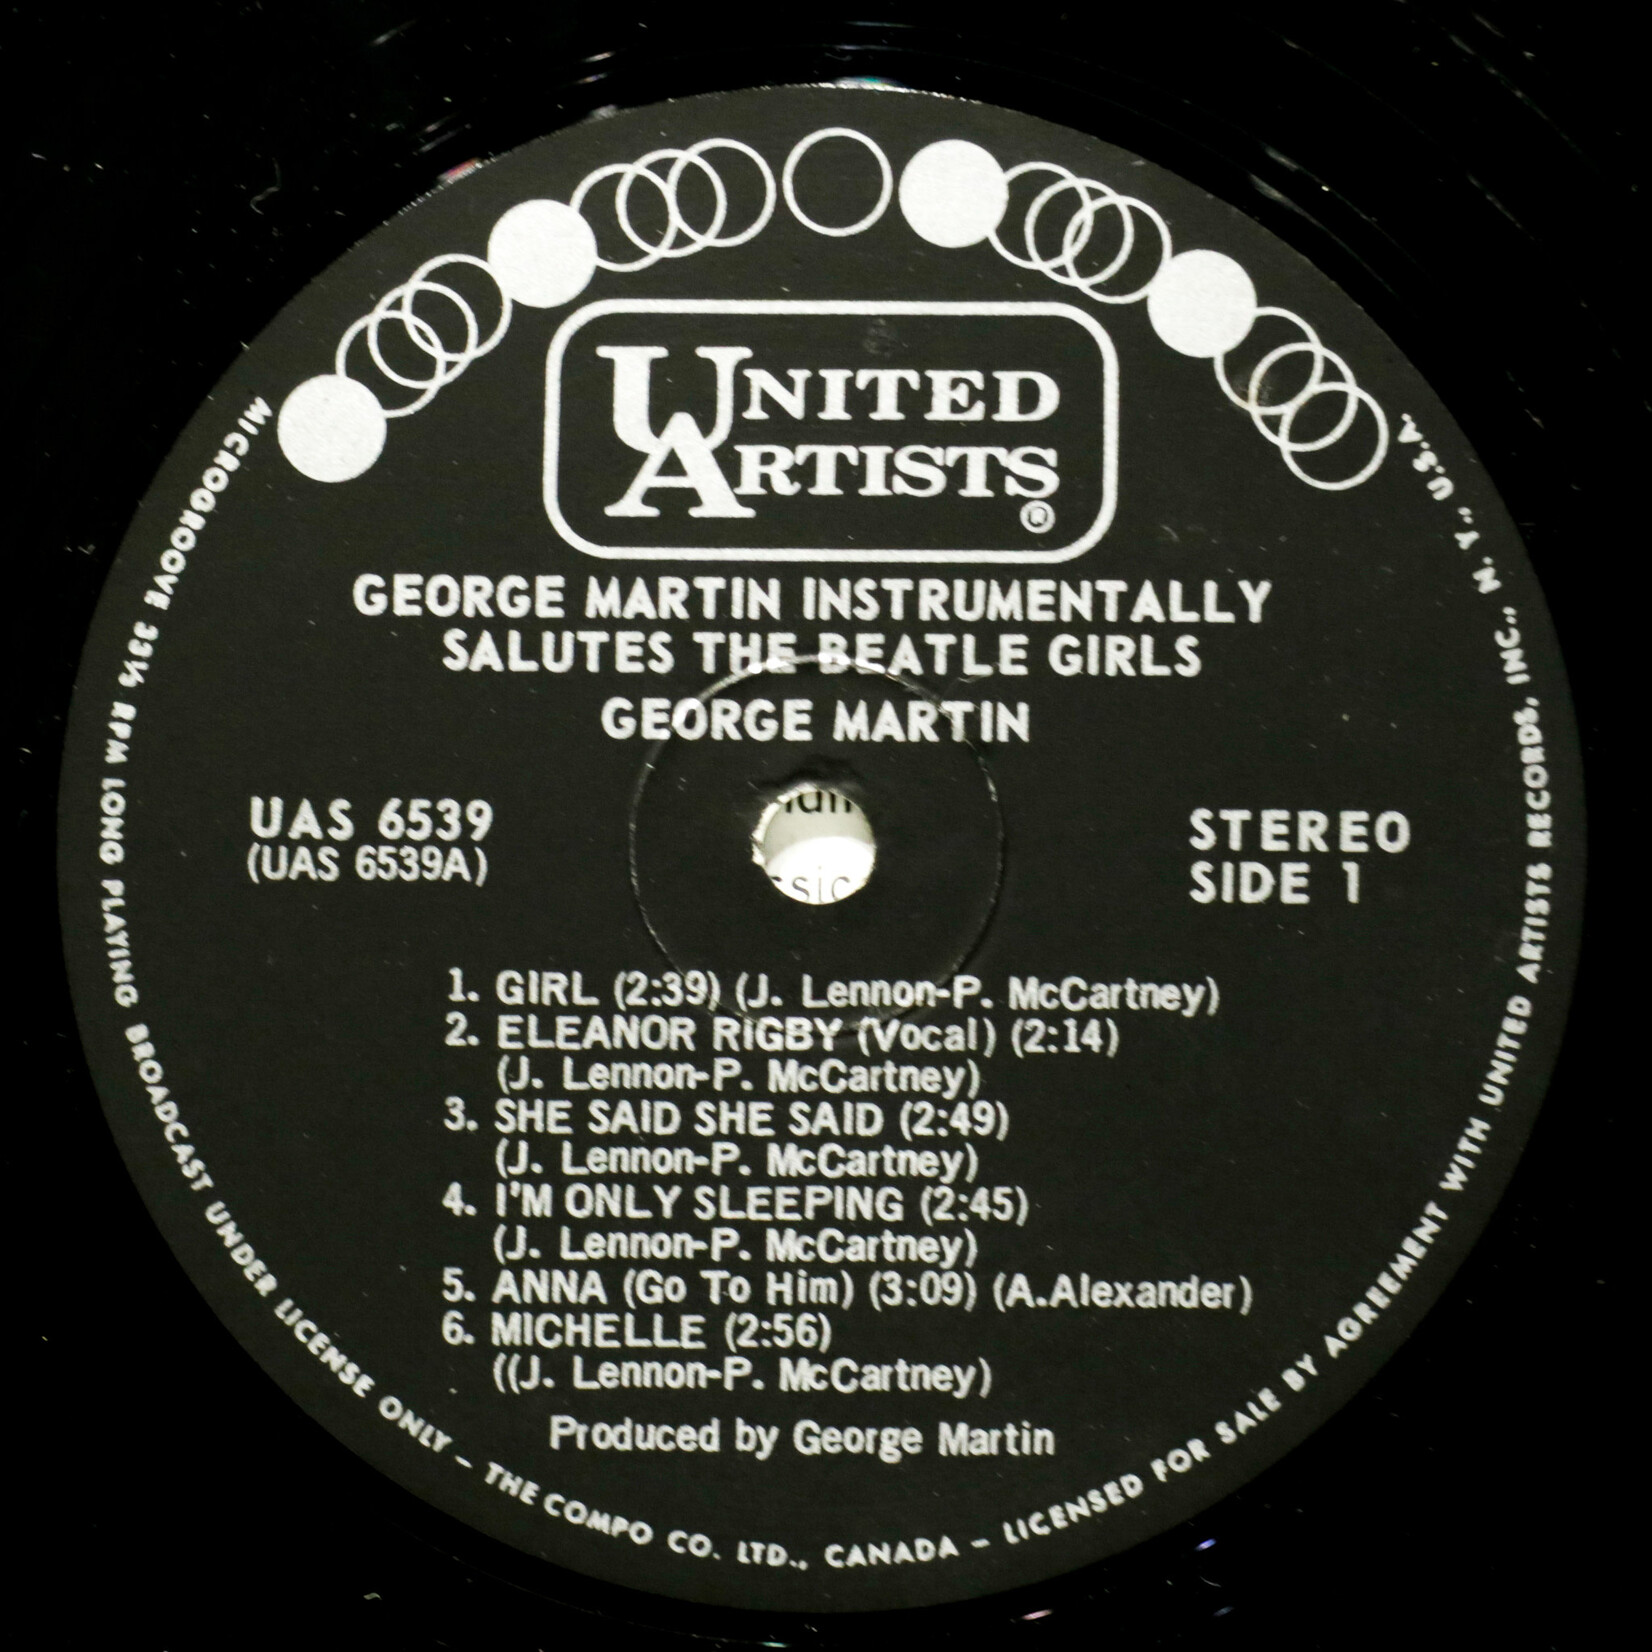 UNITED
ARTISTS
®
GEORGE MARTIN INSTRUMENTALLY
SALUTES THE BEATLE GIRLS
GEORGE MARTIN
UAS 6539
(UAS 6539A)
STEREO
SIDE 1
1. GIRL (2:39) (J. Lennon-P. McCartney)
2. ELEANOR RIGBY (Vocal) (2:14)
(J. Lennon-P. McCartney)
3. SHE SAID SHE SAID (2:49)
(J. Lennon-P. McCartney)
4. I'M ONLY SLEEPING (2:45)
(J. Lennon-P. McCartney)
5. ANNA (Go To Him) (3:09) (A.Alexander)
6. MICHELLE (2:56)
((J. Lennon-P. McCartney)
Produced by George Martin
MICROGROOVE 33⅓ RPM LONG PLAYING BROADCAST UNDER LICENSE ONLY – THE COMPO CO. LTD., CANADA – LICENSED FOR SALE BY AGREEMENT WITH UNITED ARTISTS RECORDS, INC., N. Y., U.S.A.